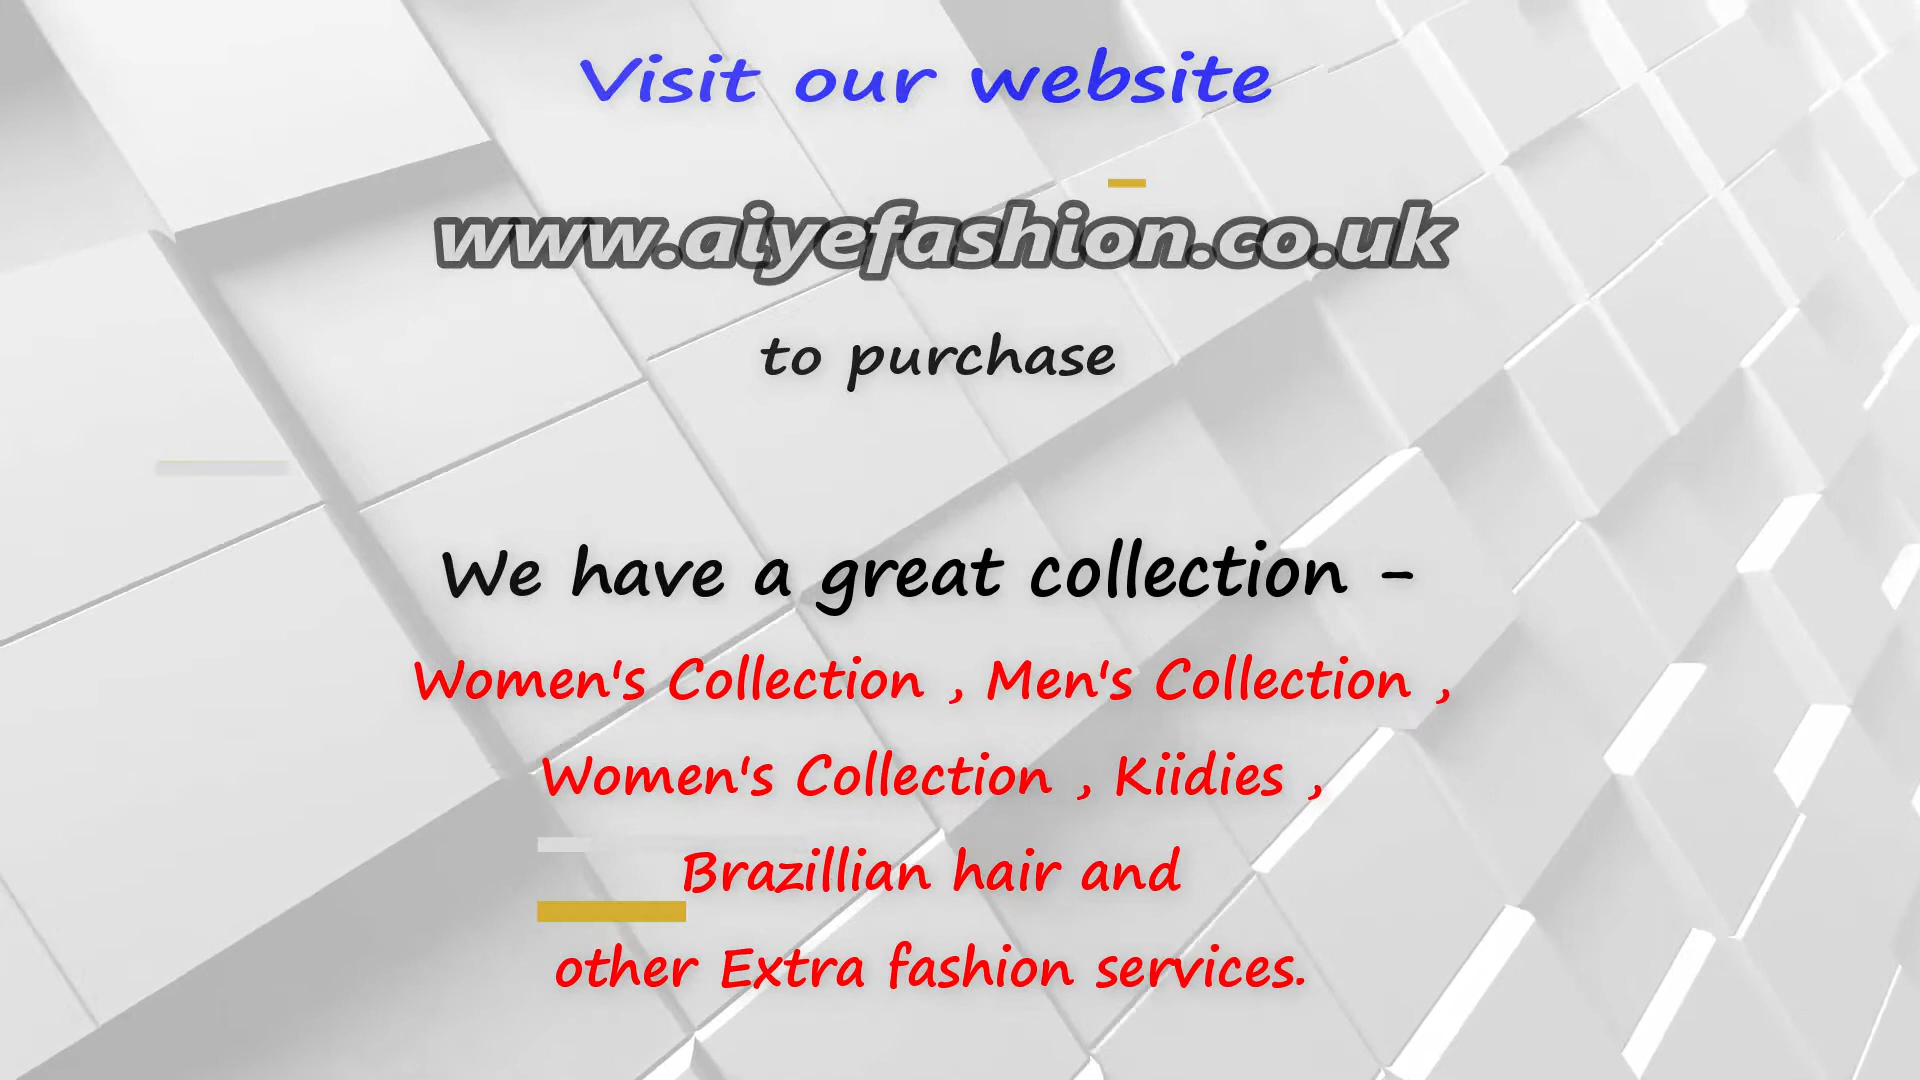 Visit our website
www.aiyefashion.co.uk
to purchase
We have a great collection -
Women's Collection , Men's Collection ,
Women's Collection , Kiidies ,
Brazillian hair and
other Extra fashion services.